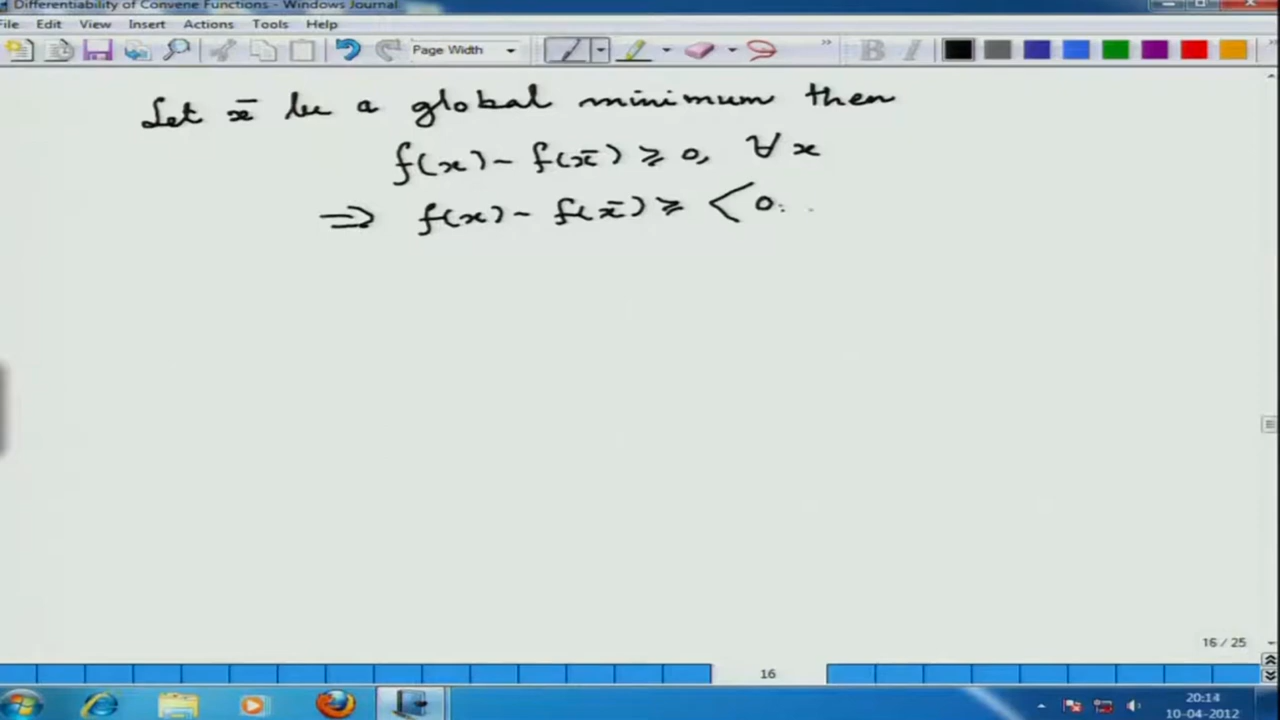 Differentiability of Convene Functions - Windows Journal
File Edit View Insert Actions Tools Help
Page Width
B I
Let x̄ be a global minimum then
f(x) - f(x̄) ≥ 0, ∀ x
⇒ f(x) - f(x̄) ≥ ⟨0,
16 / 25
16
20:14
10-04-2012